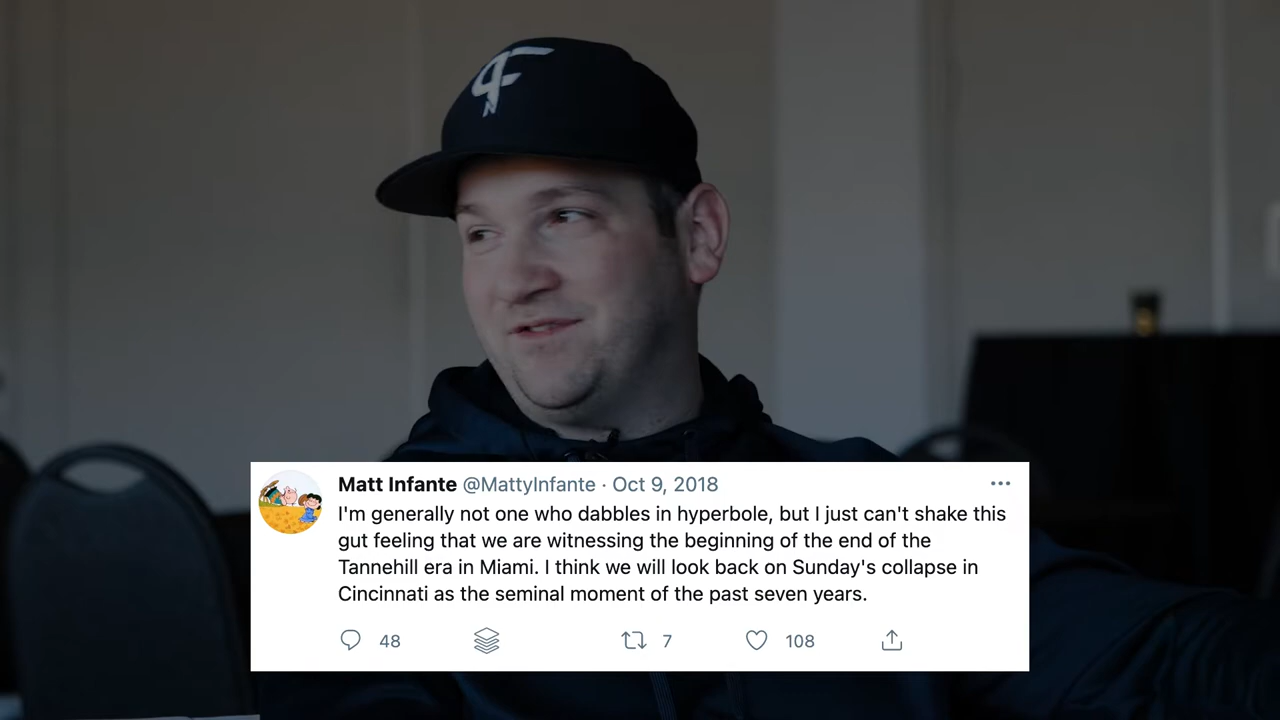 Matt Infante @MattyInfante · Oct 9, 2018
I'm generally not one who dabbles in hyperbole, but I just can't shake this
gut feeling that we are witnessing the beginning of the end of the
Tannehill era in Miami. I think we will look back on Sunday's collapse in
Cincinnati as the seminal moment of the past seven years.
48 7 108